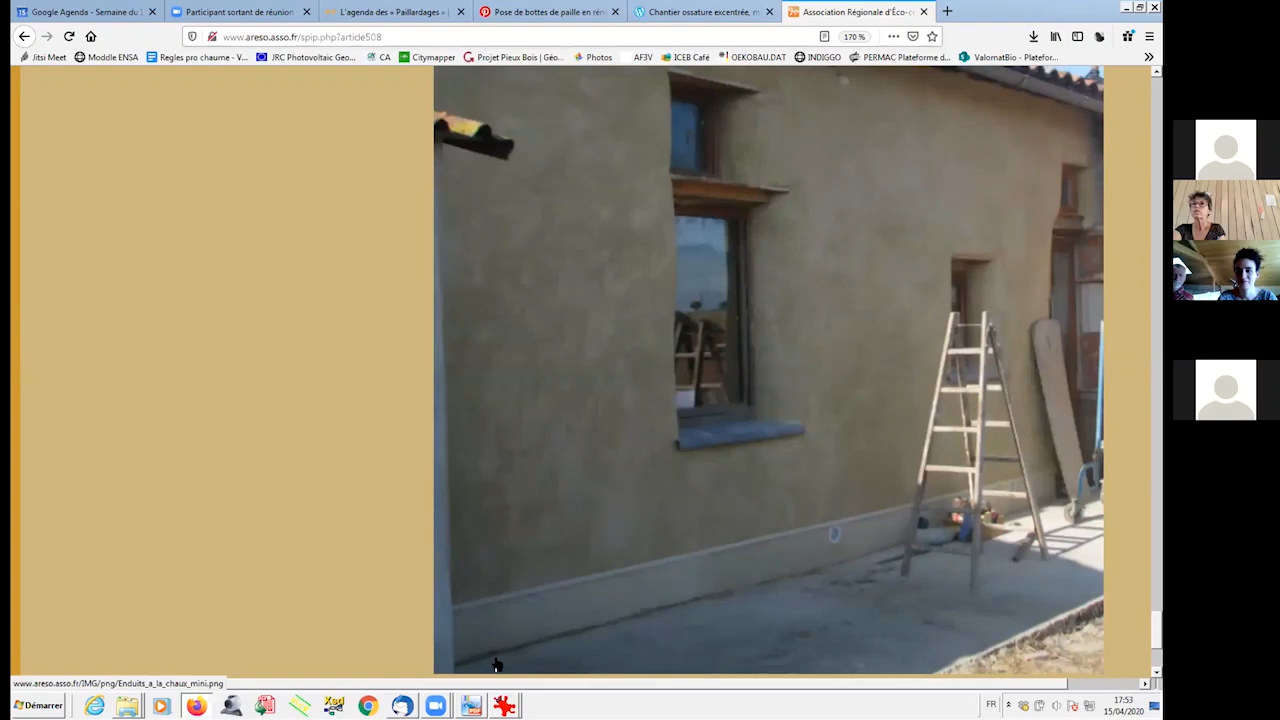 Google Agenda - Semaine du 1
Participant sortant de réunion
L'agenda des « Paillardages » |
Pose de bottes de paille en rén
Chantier ossature excentrée, m
Association Régionale d'Éco-c
www.areso.asso.fr/spip.php?article508
170 %
Jitsi Meet
Moddle ENSA
Regles pro chaume - V...
JRC Photovoltaic Geo...
CA
Citymapper
Projet Pieux Bois | Géo...
Photos
AF3V
ICEB Café
OEKOBAU.DAT
INDIGGO
PERMAC Plateforme d...
ValomatBio - Platefor...
www.areso.asso.fr/IMG/png/Enduits_a_la_chaux_mini.png
Démarrer
FR
17:53
15/04/2020